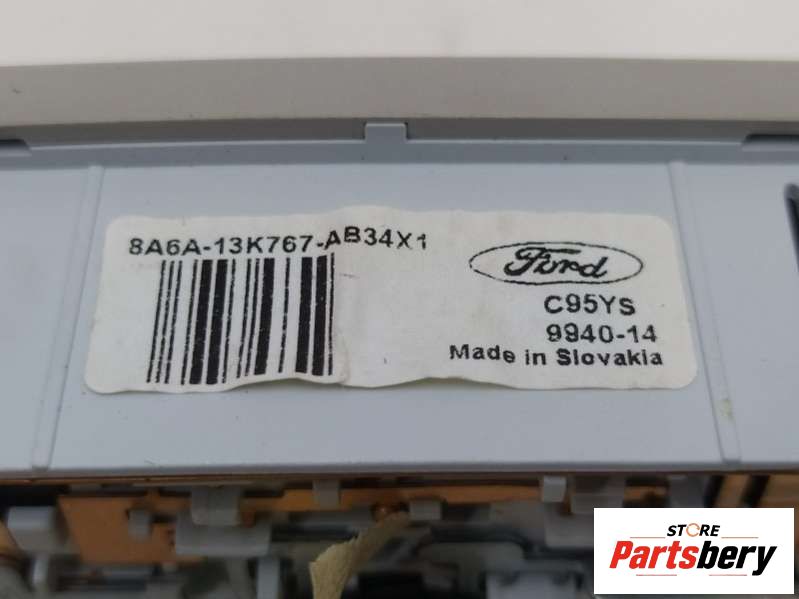 8A6A-13K767-AB34X1
Ford
C95YS
9940-14
Made in Slovakia
STORE
Partsbery